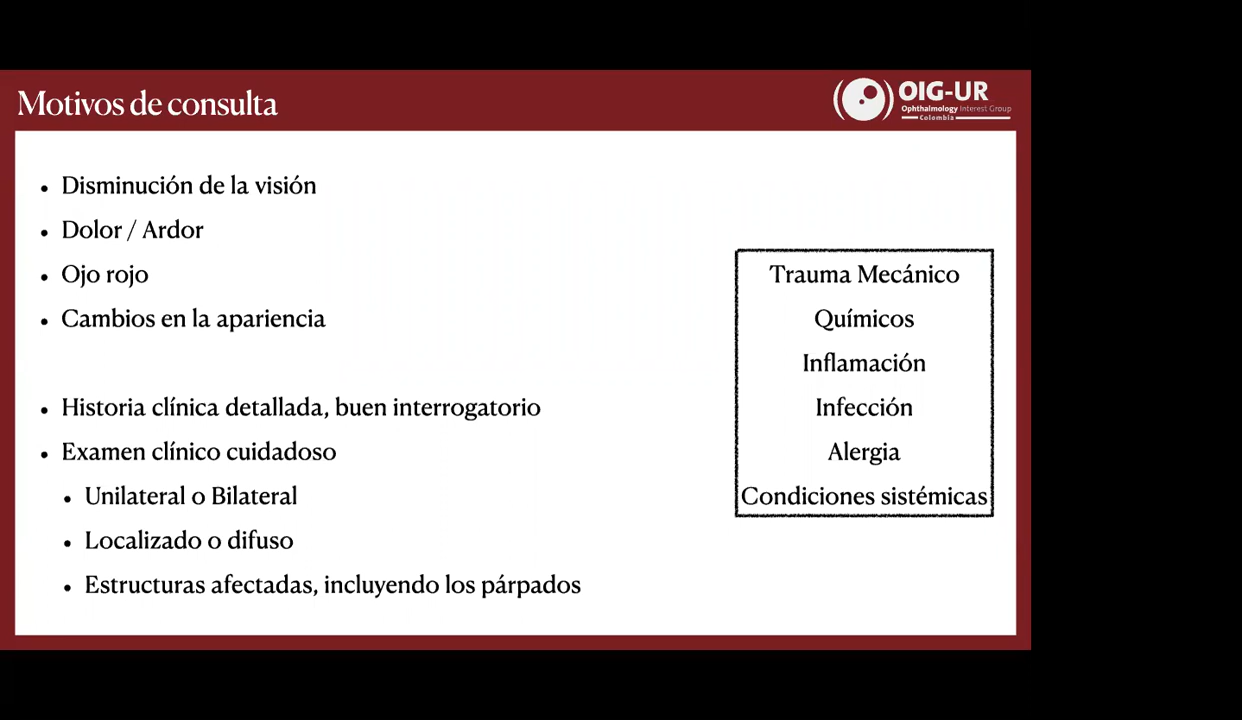 Motivos de consulta
OIG-UR
Ophthalmology Interest Group
Colombia
• Disminución de la visión
• Dolor / Ardor
• Ojo rojo
• Cambios en la apariencia
• Historia clínica detallada, buen interrogatorio
• Examen clínico cuidadoso
• Unilateral o Bilateral
• Localizado o difuso
• Estructuras afectadas, incluyendo los párpados
Trauma Mecánico
Químicos
Inflamación
Infección
Alergia
Condiciones sistémicas